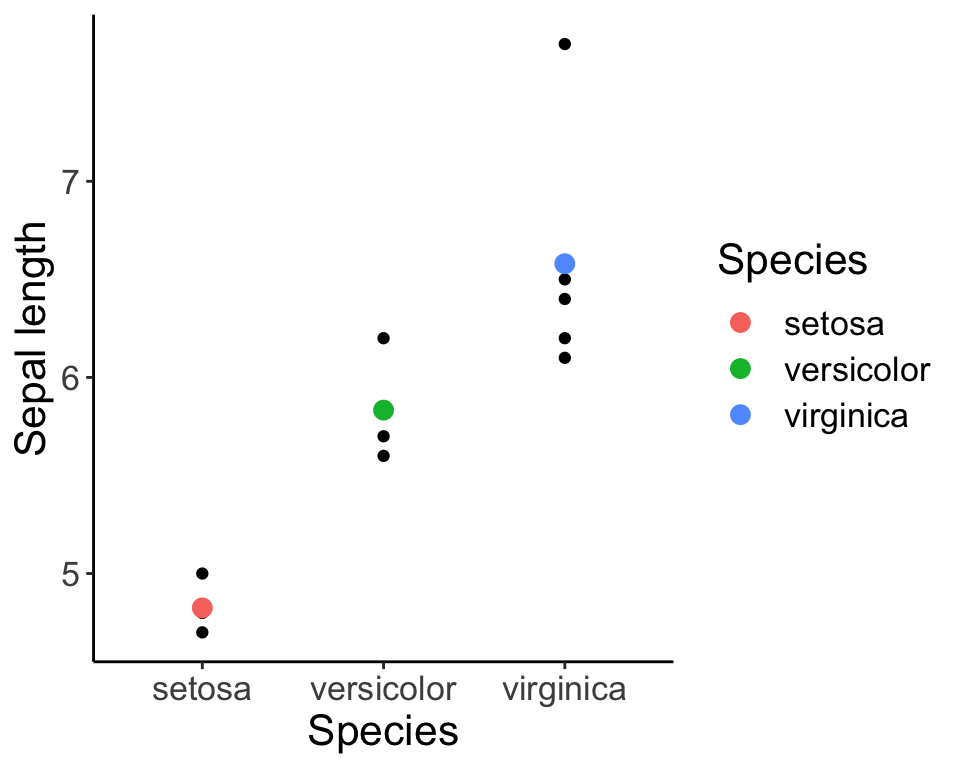 7
6
5
Sepal length
setosa versicolor virginica
Species
Species
setosa
versicolor
virginica